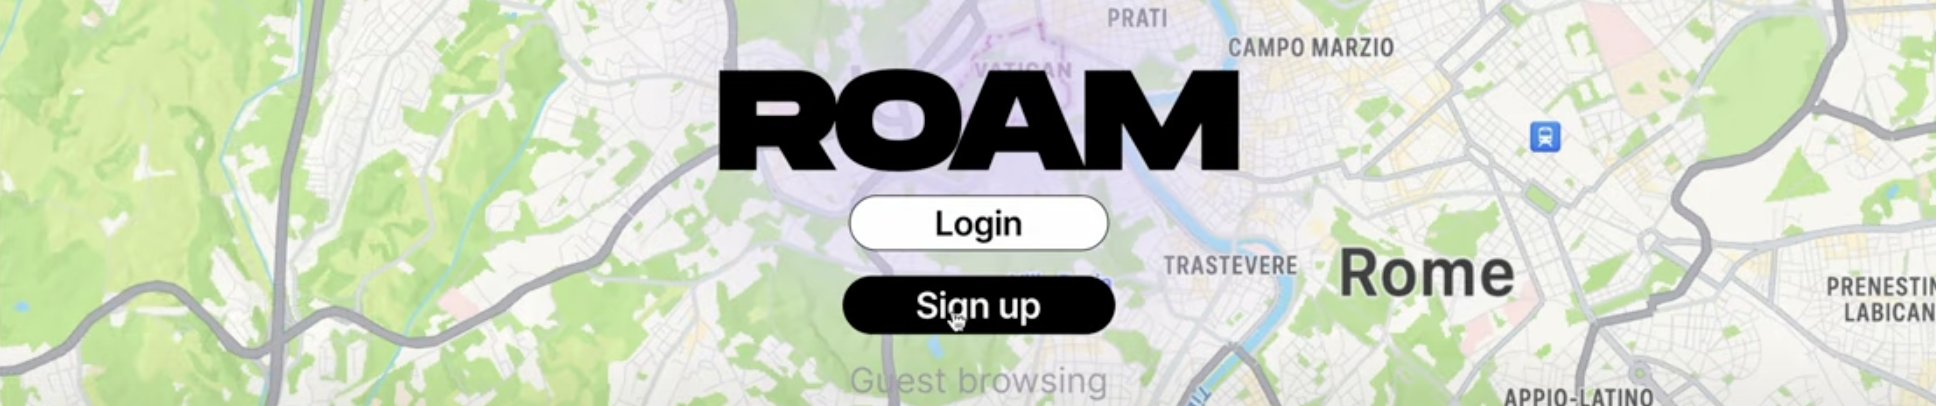 PRATI
CAMPO MARZIO
VATICAN
ROAM
Login
TRASTEVERE
Rome
Sign up
PRENESTIN
LABICAN
Guest browsing
APPIO-LATINO